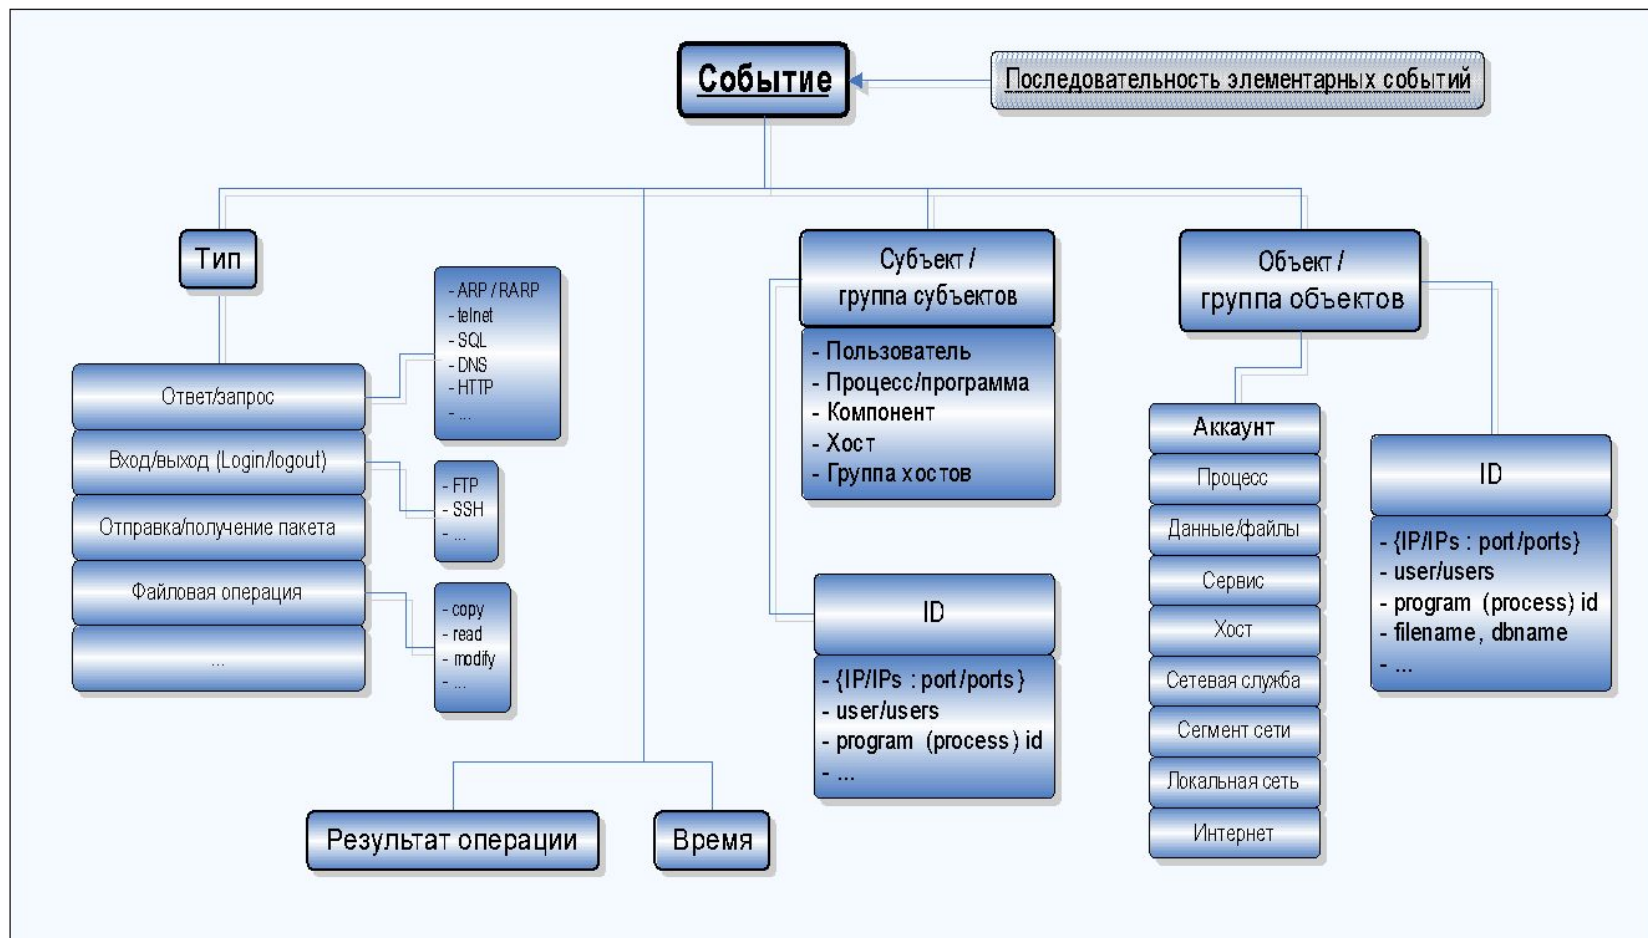 Событие
Последовательность элементарных событий
Тип
- ARP / RARP
- telnet
- SQL
- DNS
- HTTP
- ...
Ответ/запрос
Вход/выход (Login/logout)
Отправка/получение пакета
Файловая операция
...
- FTP
- SSH
- ...
- copy
- read
- modify
- ...
Результат операции
Время
Субъект /
группа субъектов
- Пользователь
- Процесс/программа
- Компонент
- Хост
- Группа хостов
ID
- {IP/IPs : port/ports}
- user/users
- program (process) id
- ...
Объект /
группа объектов
Аккаунт
Процесс
Данные/файлы
Сервис
Хост
Сетевая служба
Сегмент сети
Локальная сеть
Интернет
ID
- {IP/IPs : port/ports}
- user/users
- program (process) id
- filename, dbname
- ...